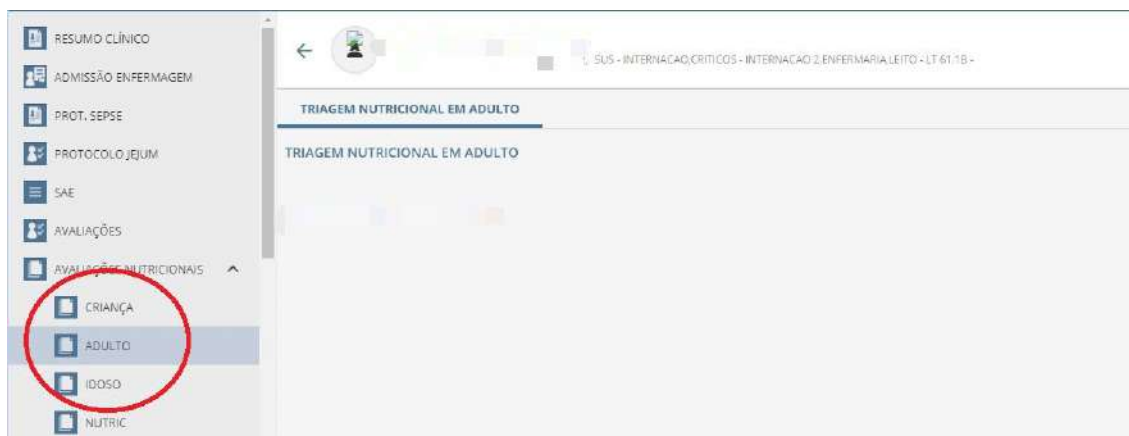 RESUMO CLÍNICO
ADMISSÃO ENFERMAGEM
PROT. SEPSE
PROTOCOLO JEJUM
SAE
AVALIAÇÕES
AVALIAÇÕES NUTRICIONAIS
CRIANÇA
ADULTO
IDOSO
NUTRIC
SUS - INTERNACAO,CRITICOS - INTERNACAO 2,ENFERMARIA,LEITO - LT 61.1B -
TRIAGEM NUTRICIONAL EM ADULTO
TRIAGEM NUTRICIONAL EM ADULTO